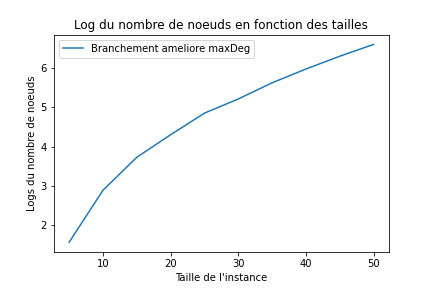 Log du nombre de noeuds en fonction des tailles
Branchement ameliore maxDeg
Logs du nombre de noeuds
6
5
4
3
2
10 20 30 40 50
Taille de l'instance